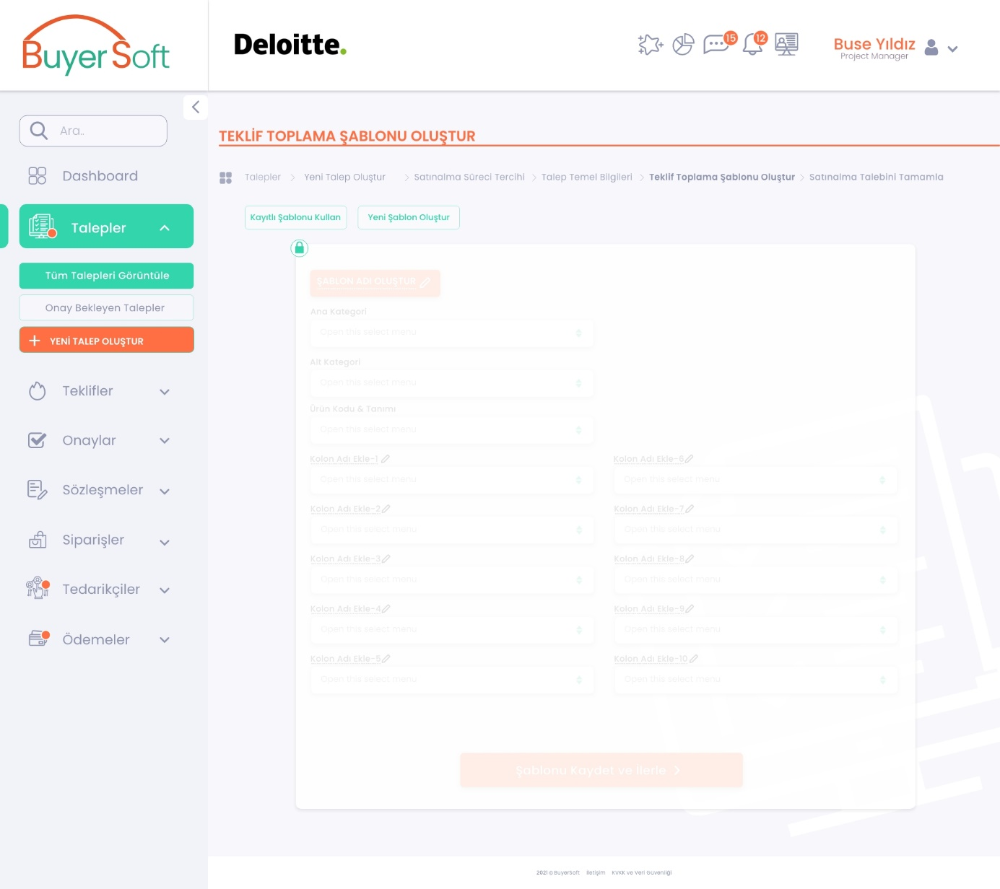 Buyer Soft
Deloitte.
15
12
Buse Yıldız
Project Manager
Ara..
Dashboard
Talepler
Tüm Talepleri Görüntüle
Onay Bekleyen Talepler
YENİ TALEP OLUŞTUR
Teklifler
Onaylar
Sözleşmeler
Siparişler
Tedarikçiler
Ödemeler
TEKLİF TOPLAMA ŞABLONU OLUŞTUR
Talepler
Yeni Talep Oluştur
Satınalma Süreci Tercihi
Talep Temel Bilgileri
Teklif Toplama Şablonu Oluştur
Satınalma Talebini Tamamla
Kayıtlı Şablonu Kullan
Yeni Şablon Oluştur
ŞABLON ADI OLUŞTUR
Ana Kategori
Open this select menu
Alt Kategori
Open this select menu
Ürün Kodu & Tanımı
Open this select menu
Kolon Adı Ekle-1
Open this select menu
Kolon Adı Ekle-2
Open this select menu
Kolon Adı Ekle-3
Open this select menu
Kolon Adı Ekle-4
Open this select menu
Kolon Adı Ekle-5
Open this select menu
Kolon Adı Ekle-6
Open this select menu
Kolon Adı Ekle-7
Open this select menu
Kolon Adı Ekle-8
Open this select menu
Kolon Adı Ekle-9
Open this select menu
Kolon Adı Ekle-10
Open this select menu
Şablonu Kaydet ve İlerle
2021 © BuyerSoft İletişim KVKK ve Veri Güvenliği